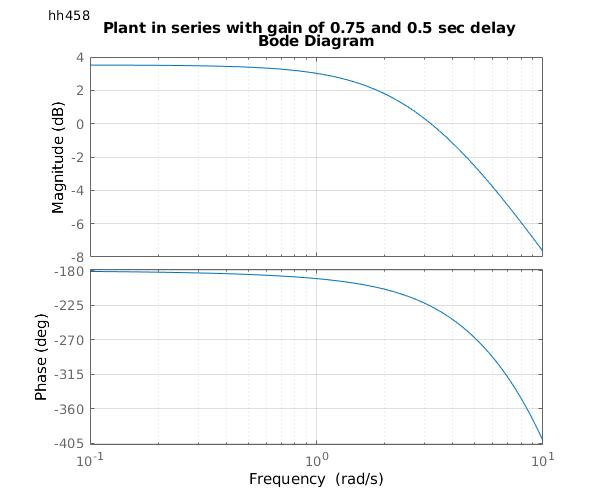 hh458
Plant in series with gain of 0.75 and 0.5 sec delay
Bode Diagram
Magnitude (dB)
4
2
0
-2
-4
-6
-8
Phase (deg)
-180
-225
-270
-315
-360
-405
10^-1 10^0 10^1
Frequency (rad/s)